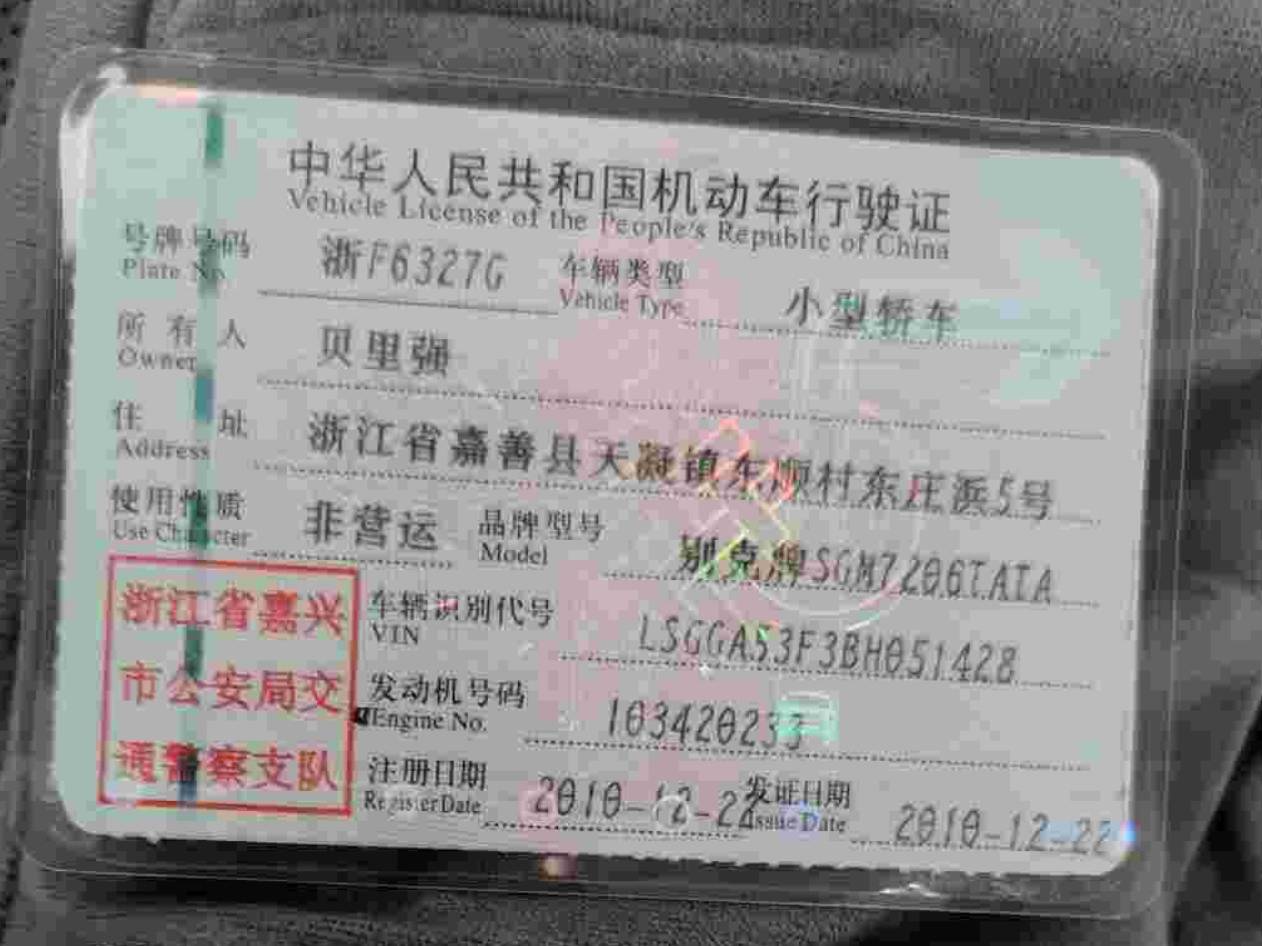 中华人民共和国机动车行驶证
Vehicle License of the People's Republic of China
号牌号码 浙F6327G 车辆类型 小型轿车
Plate No. Vehicle Type
所有人 贝里强
Owner
住址 浙江省嘉善县天凝镇东顺村东庄浜5号
Address
使用性质 非营运 品牌型号 别克牌SGM7206TATA
Use Character Model
浙江省嘉兴
市公安局交
通警察支队
车辆识别代号 LSGGA53F3BH051428
VIN
发动机号码 103420233
Engine No.
注册日期 2010-12-22 发证日期 2010-12-22
Register Date Issue Date